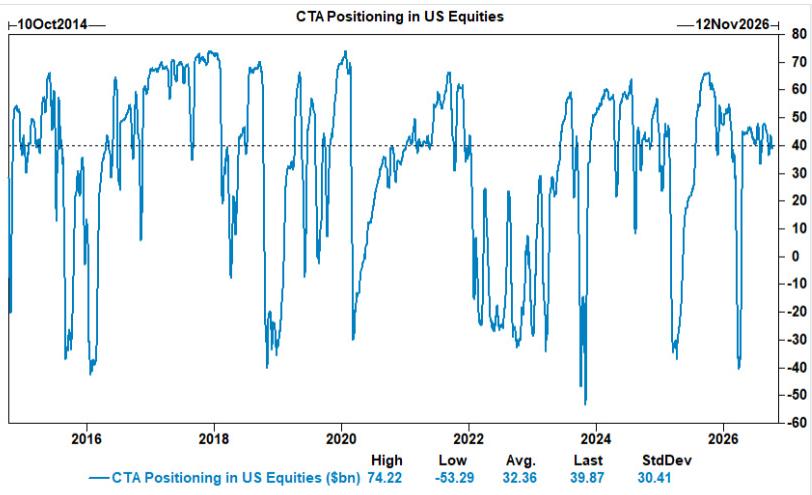 CTA Positioning in US Equities
10Oct2014
12Nov2026
80
70
60
50
40
30
20
10
0
-10
-20
-30
-40
-50
-60
2016 2018 2020 2022 2024 2026
High Low Avg. Last StdDev
CTA Positioning in US Equities ($bn) 74.22 -53.29 32.36 39.87 30.41